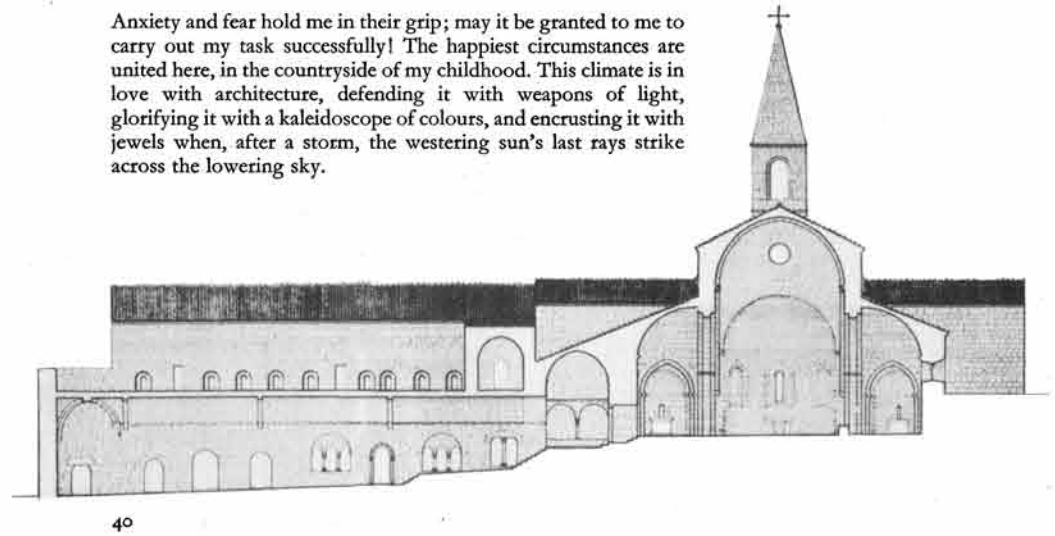 Anxiety and fear hold me in their grip; may it be granted to me to
carry out my task successfully! The happiest circumstances are
united here, in the countryside of my childhood. This climate is in
love with architecture, defending it with weapons of light,
glorifying it with a kaleidoscope of colours, and encrusting it with
jewels when, after a storm, the westering sun's last rays strike
across the lowering sky.
40